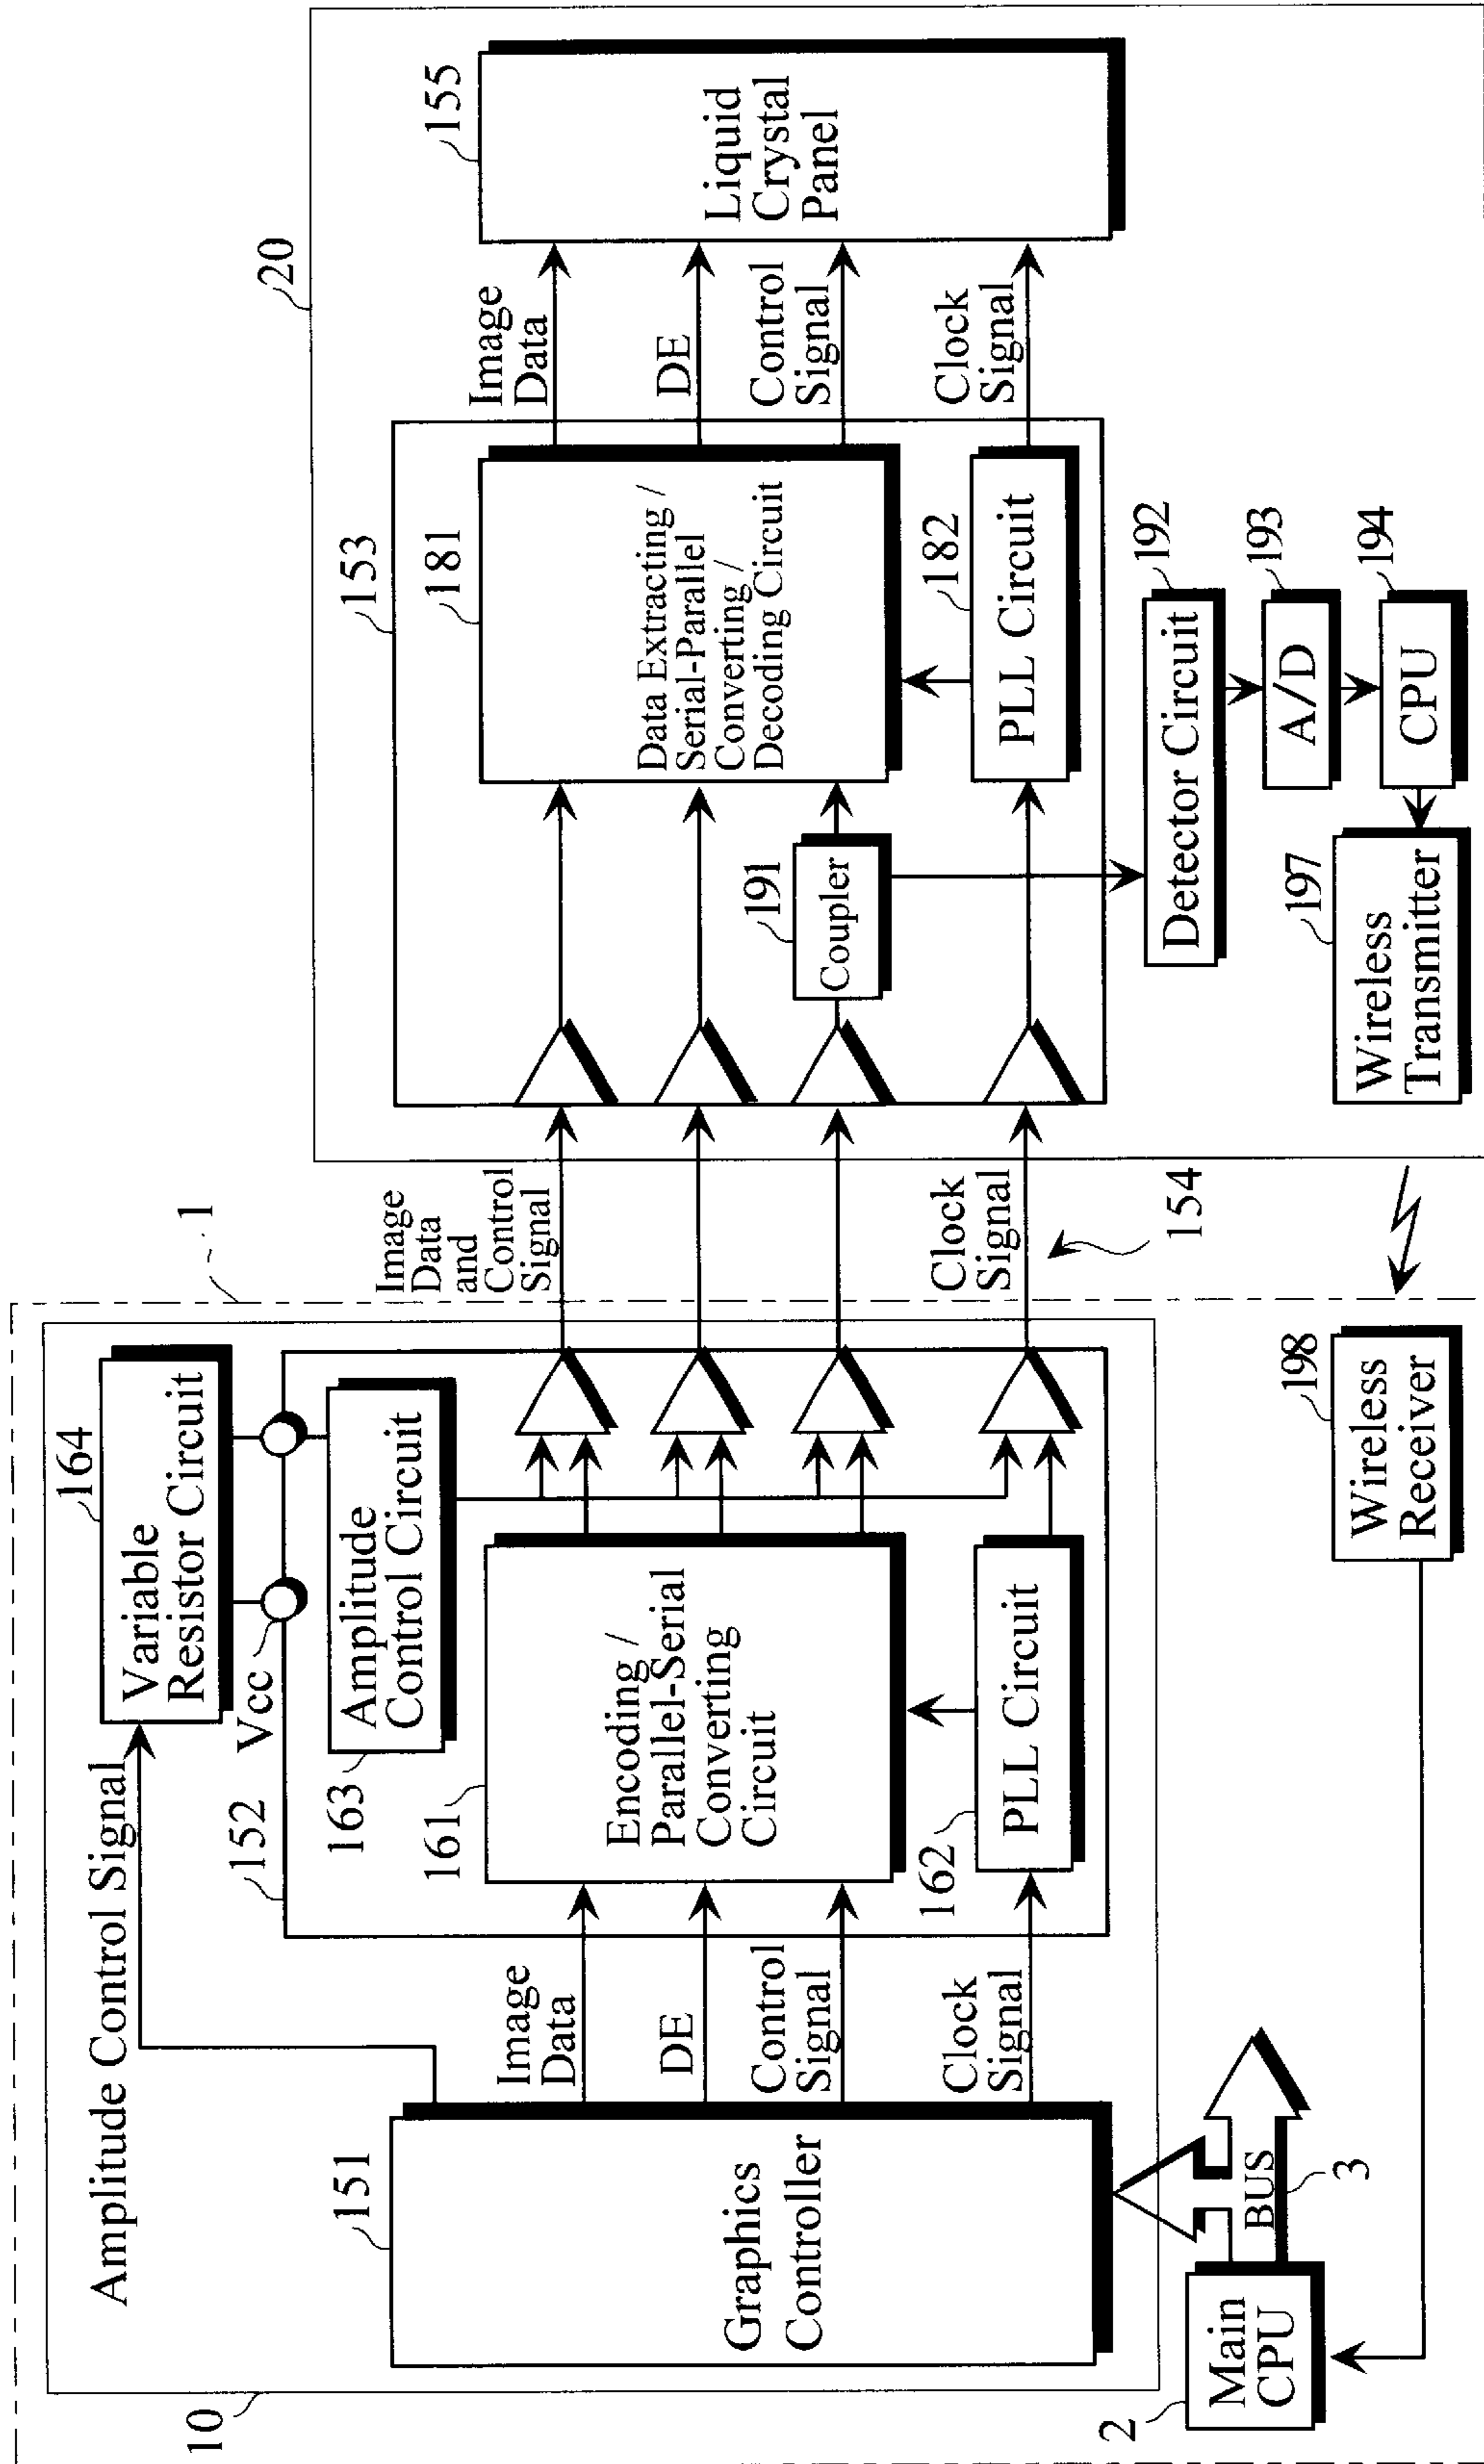 Amplitude Control Signal
10
151
Graphics
Controller
Image
Data
DE
Control
Signal
Clock
Signal
2
Main
CPU
BUS
3
152
Vcc
164
Variable
Resistor Circuit
163
Amplitude
Control Circuit
161
Encoding /
Parallel-Serial
Converting
Circuit
162
PLL Circuit
198
Wireless
Receiver
1
Image
Data
and
Control
Signal
Clock
Signal
154
20
153
181
Data Extracting /
Serial-Parallel
Converting /
Decoding Circuit
191
Coupler
182
PLL Circuit
192
Detector Circuit
193
A/D
194
CPU
197
Wireless
Transmitter
Image
Data
DE
Control
Signal
Clock
Signal
155
Liquid
Crystal
Panel